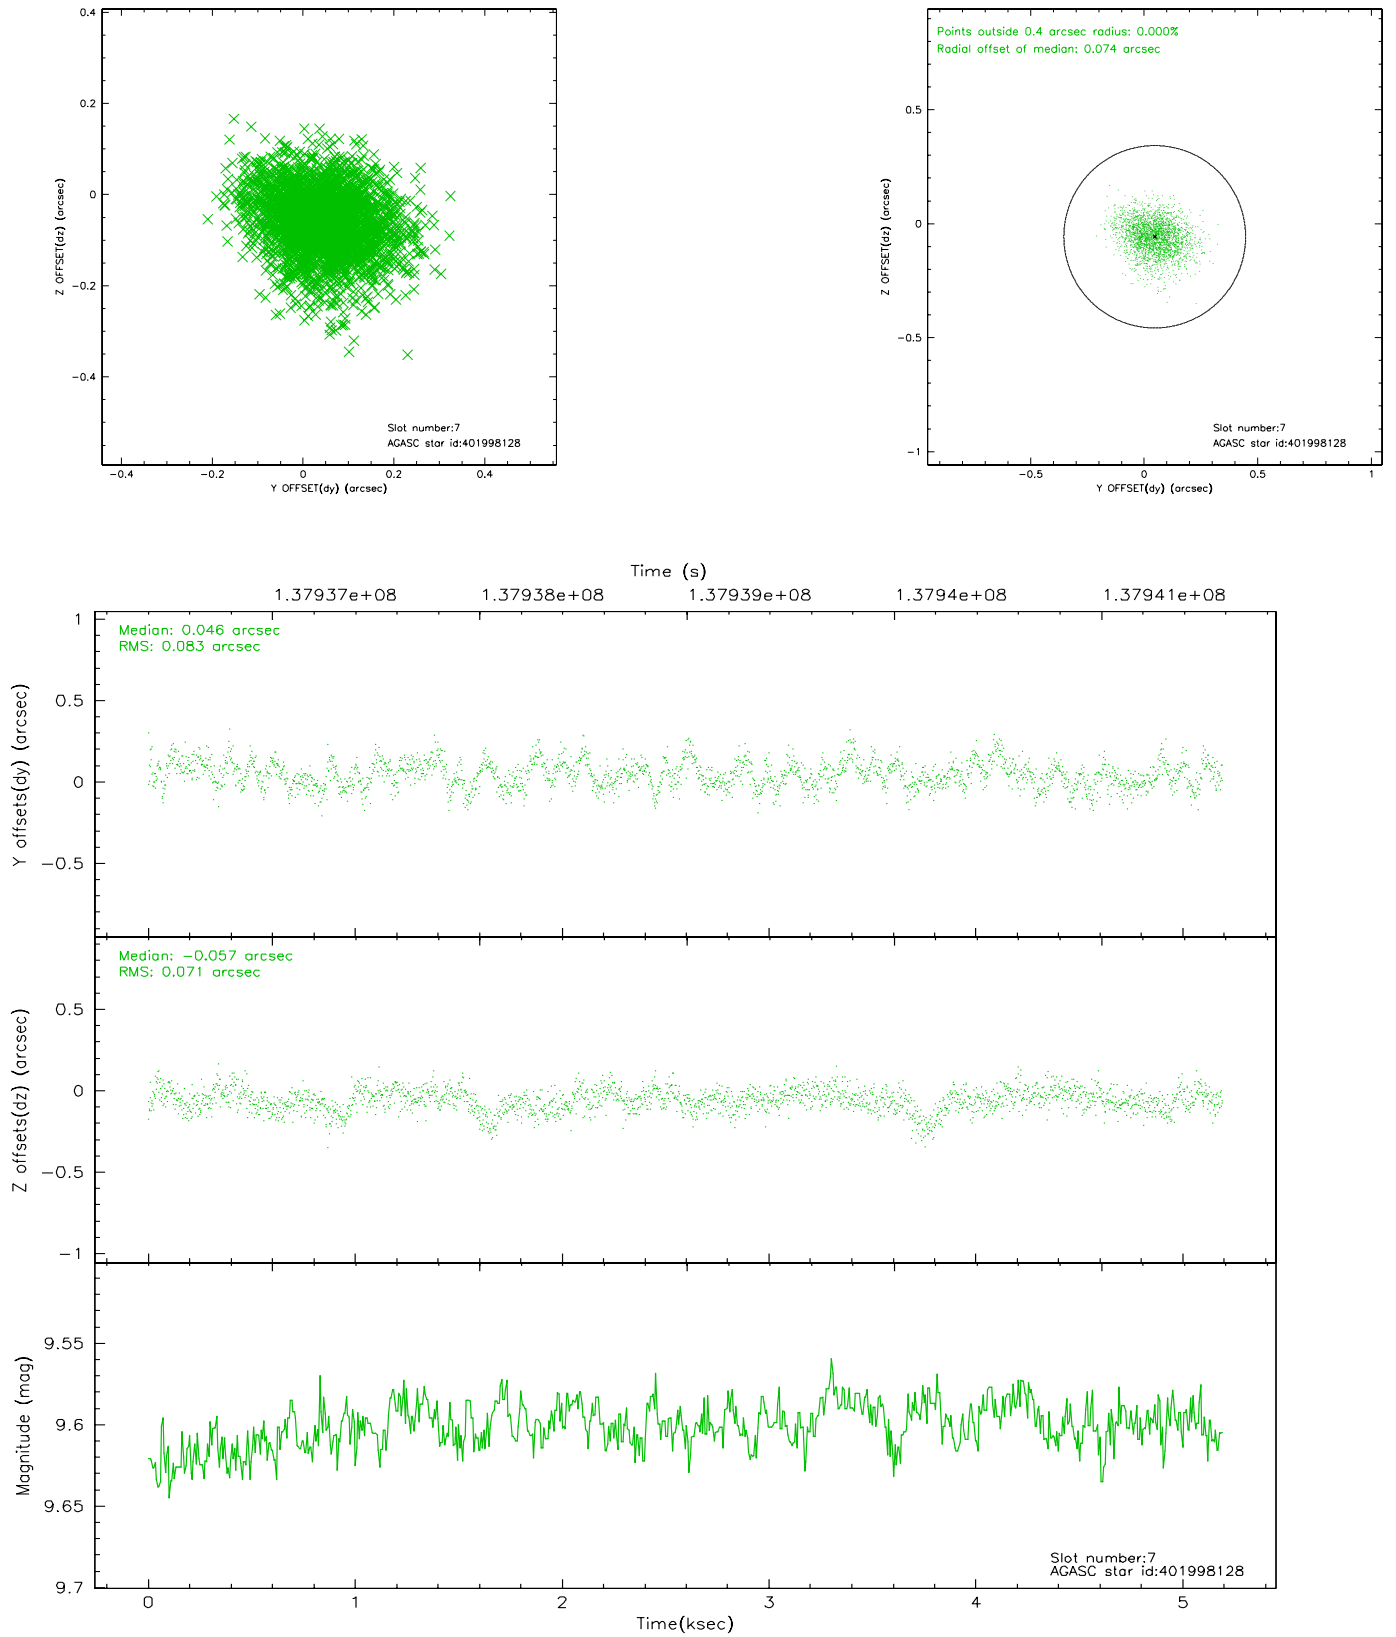 0.4
0.2
0
−0.2
−0.4
Z OFFSET(dz) (arcsec)
Slot number:7
AGASC star id:401998128
−0.4 −0.2 0 0.2 0.4
Y OFFSET(dy) (arcsec)
Points outside 0.4 arcsec radius: 0.000%
Radial offset of median: 0.074 arcsec
0.5
0
−0.5
−1
Z OFFSET(dz) (arcsec)
Slot number:7
AGASC star id:401998128
−0.5 0 0.5 1
Y OFFSET(dy) (arcsec)
Time (s)
1.37937e+08 1.37938e+08 1.37939e+08 1.3794e+08 1.37941e+08
Median: 0.046 arcsec
RMS: 0.083 arcsec
1
0.5
0
−0.5
Y offsets(dy) (arcsec)
Median: −0.057 arcsec
RMS: 0.071 arcsec
0.5
0
−0.5
−1
Z offsets(dz) (arcsec)
9.55
9.6
9.65
9.7
Magnitude (mag)
Slot number:7
AGASC star id:401998128
0 1 2 3 4 5
Time(ksec)